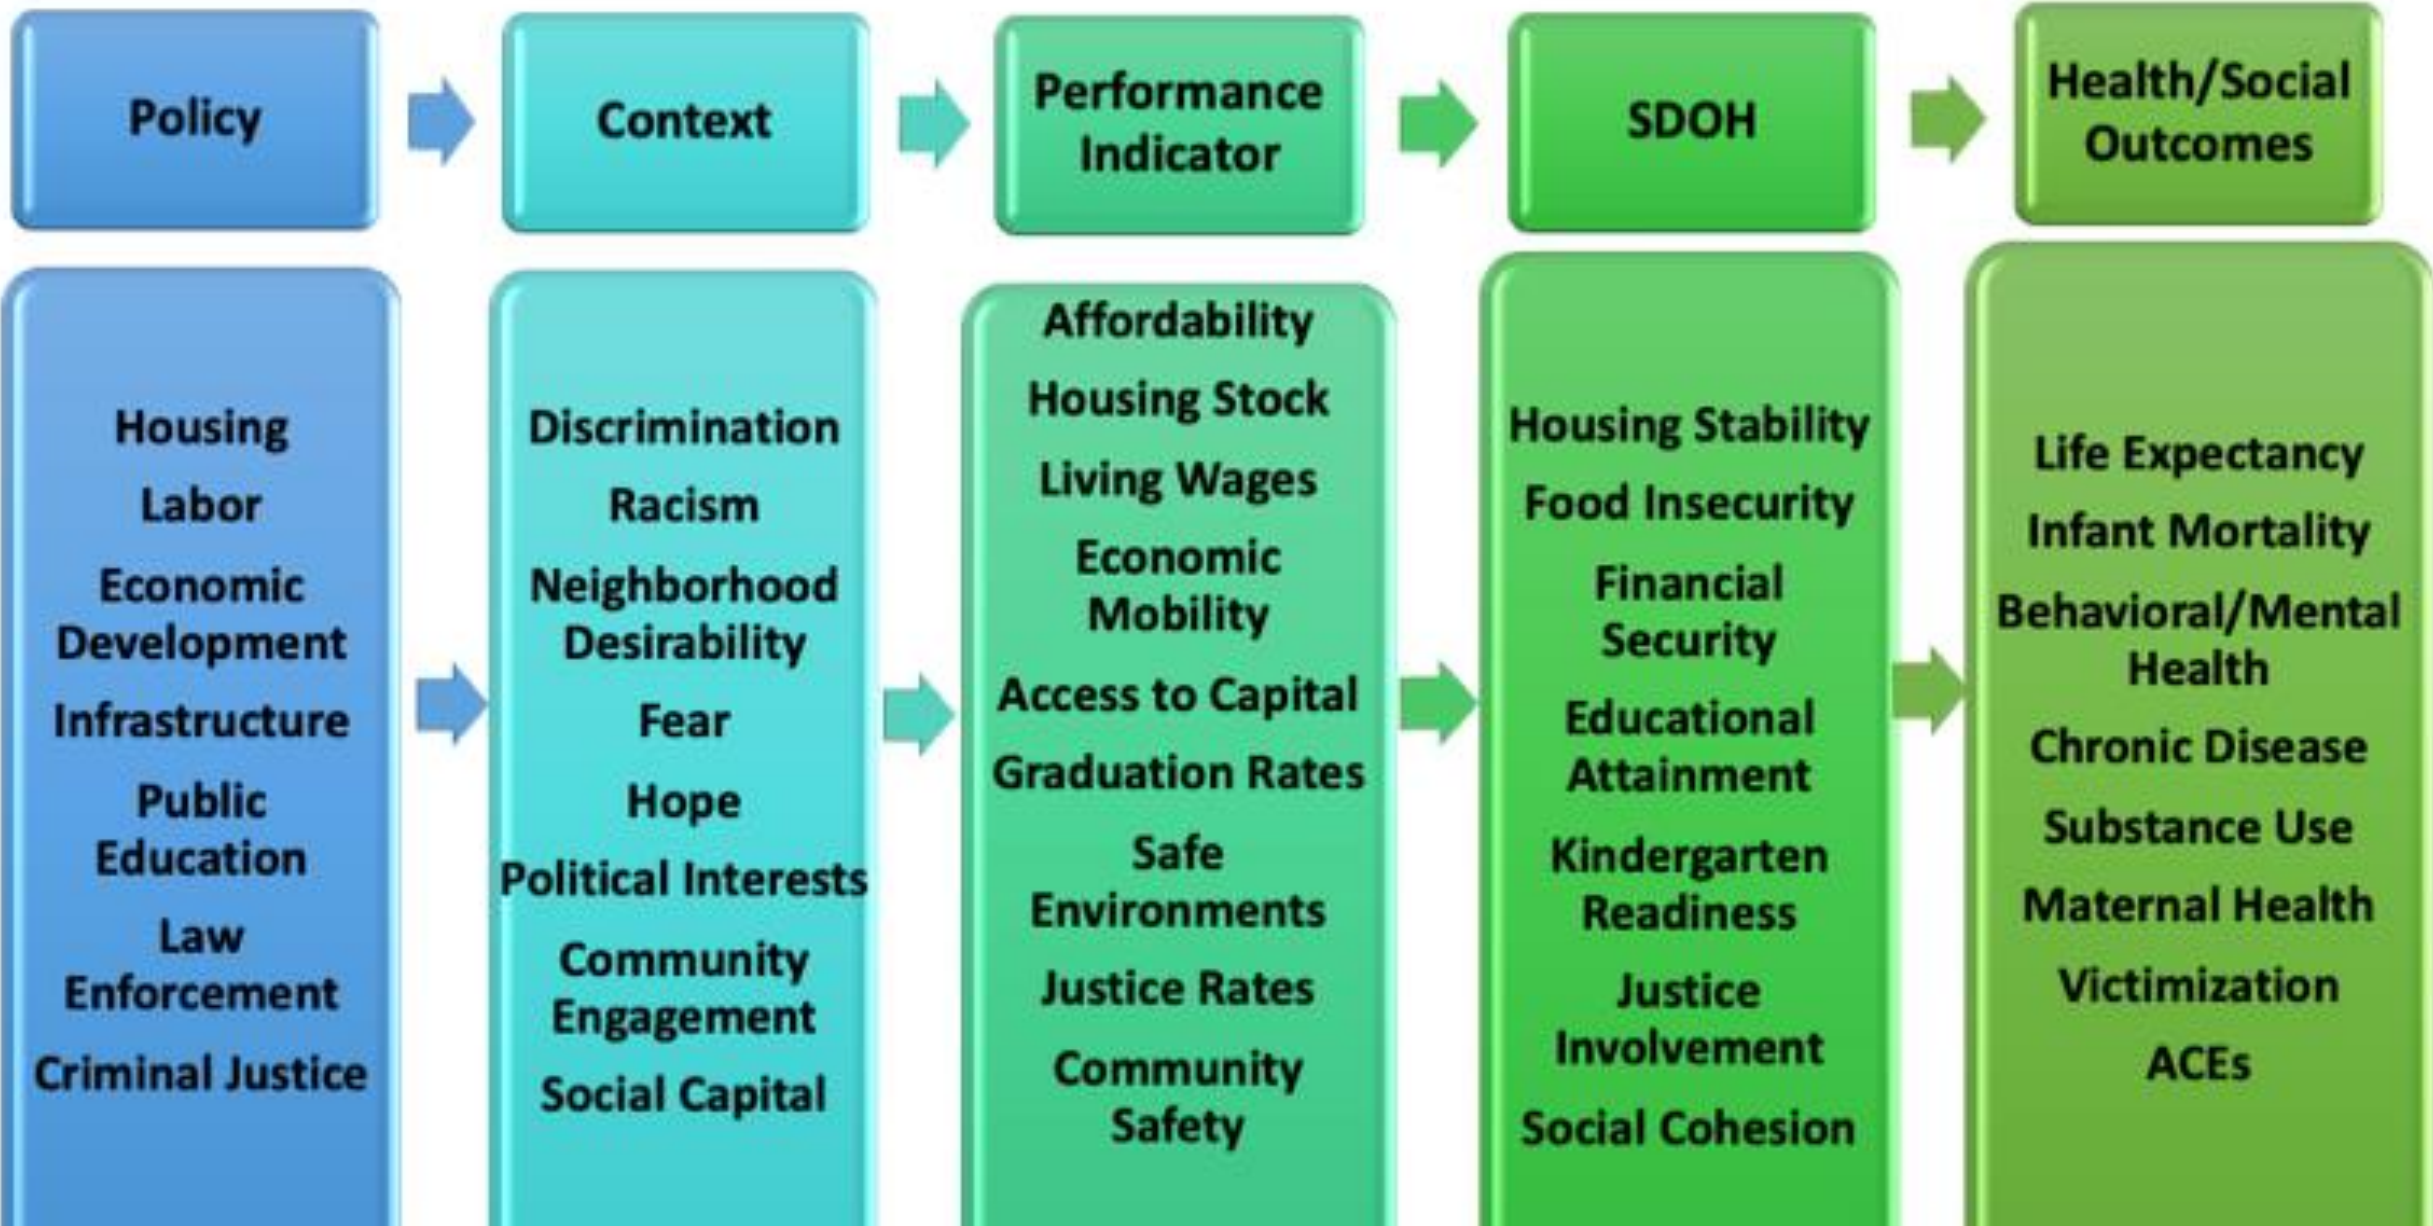 Policy
Context
Performance
Indicator
SDOH
Health/Social
Outcomes
Housing
Labor
Economic
Development
Infrastructure
Public
Education
Law
Enforcement
Criminal Justice
Discrimination
Racism
Neighborhood
Desirability
Fear
Hope
Political Interests
Community
Engagement
Social Capital
Affordability
Housing Stock
Living Wages
Economic
Mobility
Access to Capital
Graduation Rates
Safe
Environments
Justice Rates
Community
Safety
Housing Stability
Food Insecurity
Financial
Security
Educational
Attainment
Kindergarten
Readiness
Justice
Involvement
Social Cohesion
Life Expectancy
Infant Mortality
Behavioral/Mental
Health
Chronic Disease
Substance Use
Maternal Health
Victimization
ACEs